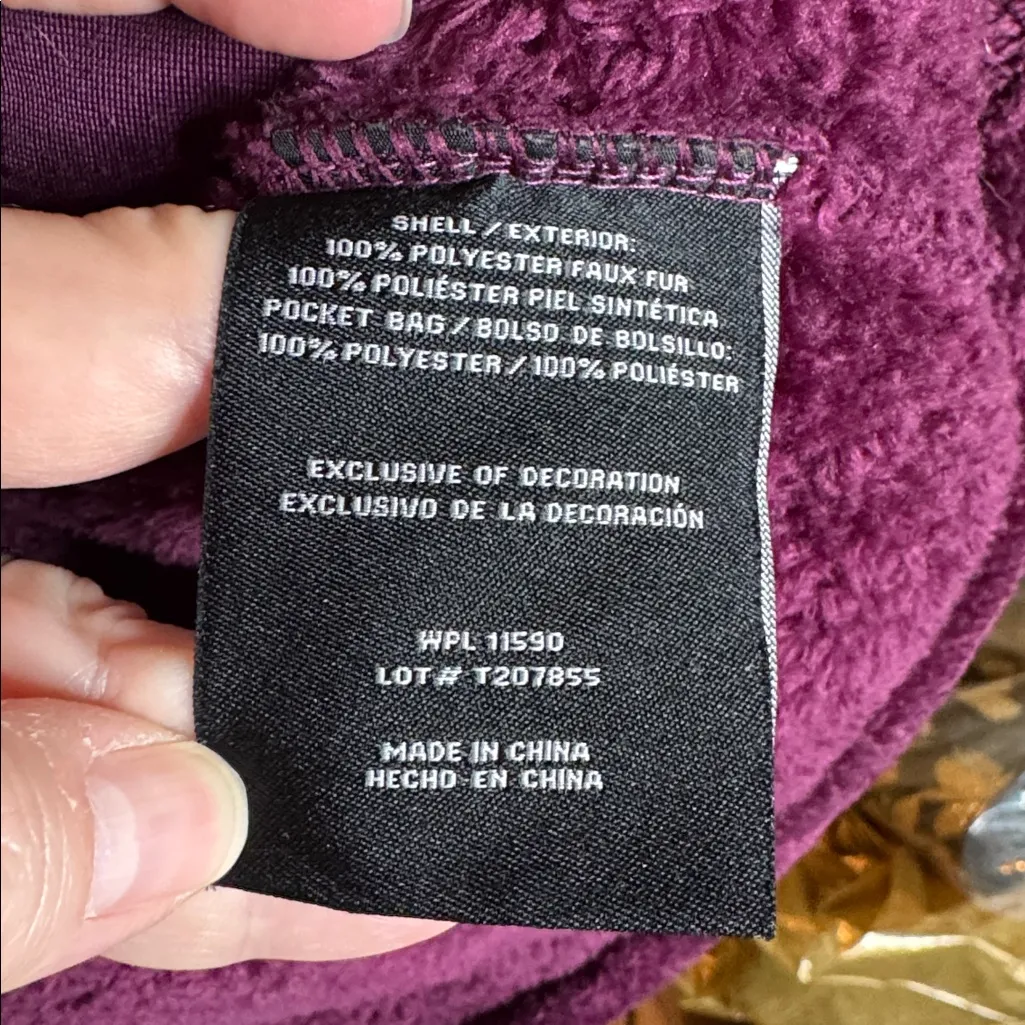 SHELL / EXTERIOR:
100% POLYESTER FAUX FUR
100% POLIÉSTER PIEL SINTÉTICA
POCKET BAG / BOLSO DE BOLSILLO:
100% POLYESTER / 100% POLIÉSTER
EXCLUSIVE OF DECORATION
EXCLUSIVO DE LA DECORACIÓN
WPL 11590
LOT# T207855
MADE IN CHINA
HECHO EN CHINA